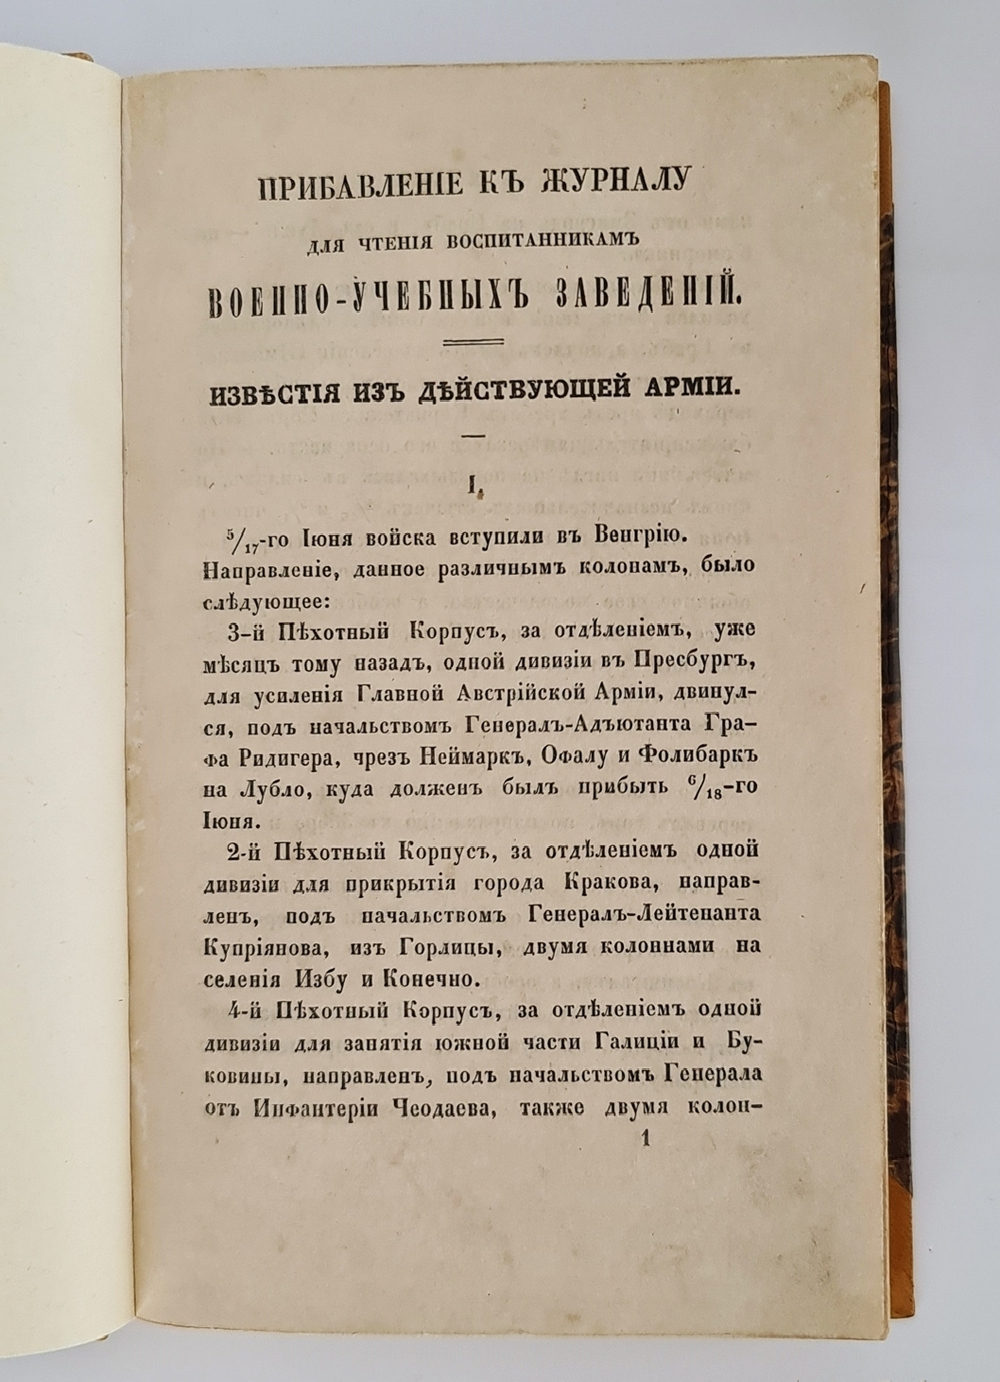 ПРИБАВЛЕНІЕ КЪ ЖУРНАЛУ
ДЛЯ ЧТЕНІЯ ВОСПИТАННИКАМЪ
ВОЕННО-УЧЕБНЫХЪ ЗАВЕДЕНІЙ.
ИЗВѢСТІЯ ИЗЪ ДѢЙСТВУЮЩЕЙ АРМІИ.
I.
5/17-го Іюня войска вступили въ Венгрію.
Направленіе, данное различнымъ колонамъ, было
слѣдующее:
3-й Пѣхотный Корпусъ, за отдѣленіемъ, уже
мѣсяцъ тому назадъ, одной дивизіи въ Пресбургъ,
для усиленія Главной Австрійской Арміи, двинул-
ся, подъ начальствомъ Генералъ-Адъютанта Гра-
фа Ридигера, чрезъ Неймаркъ, Офалу и Фолибаркъ
на Лубло, куда долженъ былъ прибыть 6/18-го
Іюня.
2-й Пѣхотный Корпусъ, за отдѣленіемъ одной
дивизіи для прикрытія города Кракова, направ-
ленъ, подъ начальствомъ Генералъ-Лейтенанта
Купріянова, изъ Горлицы, двумя колоннами на
селенія Избу и Конечно.
4-й Пѣхотный Корпусъ, за отдѣленіемъ одной
дивизіи для занятія южной части Галиціи и Бу-
ковины, направленъ, подъ начальствомъ Генерала
отъ Инфантеріи Чеодаева, также двумя колон-
1